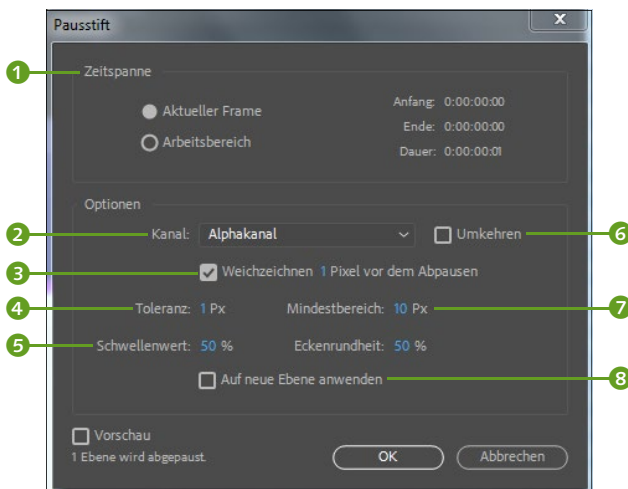 Pausstift
x
1 Zeitspanne
Aktueller Frame
Anfang: 0:00:00:00
Ende: 0:00:00:00
Arbeitsbereich
Dauer: 0:00:00:01
Optionen
2 Kanal: Alphakanal Umkehren 6
3 Weichzeichnen 1 Pixel vor dem Abpausen
4 Toleranz: 1 Px Mindestbereich: 10 Px 7
5 Schwellenwert: 50 % Eckenrundheit: 50 %
Auf neue Ebene anwenden 8
Vorschau
1 Ebene wird abgepaust.
OK Abbrechen